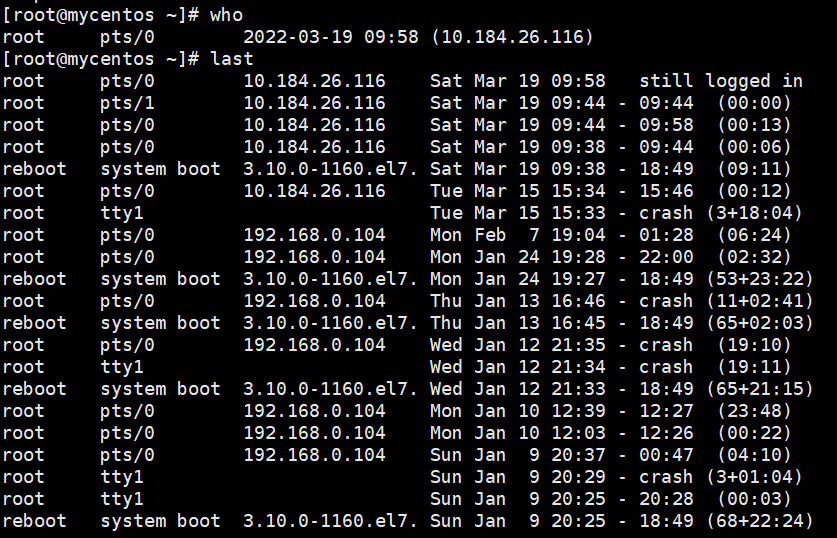 [root@mycentos ~]# who
root     pts/0        2022-03-19 09:58 (10.184.26.116)
[root@mycentos ~]# last
root     pts/0        10.184.26.116    Sat Mar 19 09:58   still logged in
root     pts/1        10.184.26.116    Sat Mar 19 09:44 - 09:44  (00:00)
root     pts/0        10.184.26.116    Sat Mar 19 09:44 - 09:58  (00:13)
root     pts/0        10.184.26.116    Sat Mar 19 09:38 - 09:44  (00:06)
reboot   system boot  3.10.0-1160.el7. Sat Mar 19 09:38 - 18:49  (09:11)
root     pts/0        10.184.26.116    Tue Mar 15 15:34 - 15:46  (00:12)
root     tty1                          Tue Mar 15 15:33 - crash (3+18:04)
root     pts/0        192.168.0.104    Mon Feb  7 19:04 - 01:28  (06:24)
root     pts/0        192.168.0.104    Mon Jan 24 19:28 - 22:00  (02:32)
reboot   system boot  3.10.0-1160.el7. Mon Jan 24 19:27 - 18:49 (53+23:22)
root     pts/0        192.168.0.104    Thu Jan 13 16:46 - crash (11+02:41)
reboot   system boot  3.10.0-1160.el7. Thu Jan 13 16:45 - 18:49 (65+02:03)
root     pts/0        192.168.0.104    Wed Jan 12 21:35 - crash  (19:10)
root     tty1                          Wed Jan 12 21:34 - crash  (19:11)
reboot   system boot  3.10.0-1160.el7. Wed Jan 12 21:33 - 18:49 (65+21:15)
root     pts/0        192.168.0.104    Mon Jan 10 12:39 - 12:27  (23:48)
root     pts/0        192.168.0.104    Mon Jan 10 12:03 - 12:26  (00:22)
root     pts/0        192.168.0.104    Sun Jan  9 20:37 - 00:47  (04:10)
root     tty1                          Sun Jan  9 20:29 - crash (3+01:04)
root     tty1                          Sun Jan  9 20:25 - 20:28  (00:03)
reboot   system boot  3.10.0-1160.el7. Sun Jan  9 20:25 - 18:49 (68+22:24)